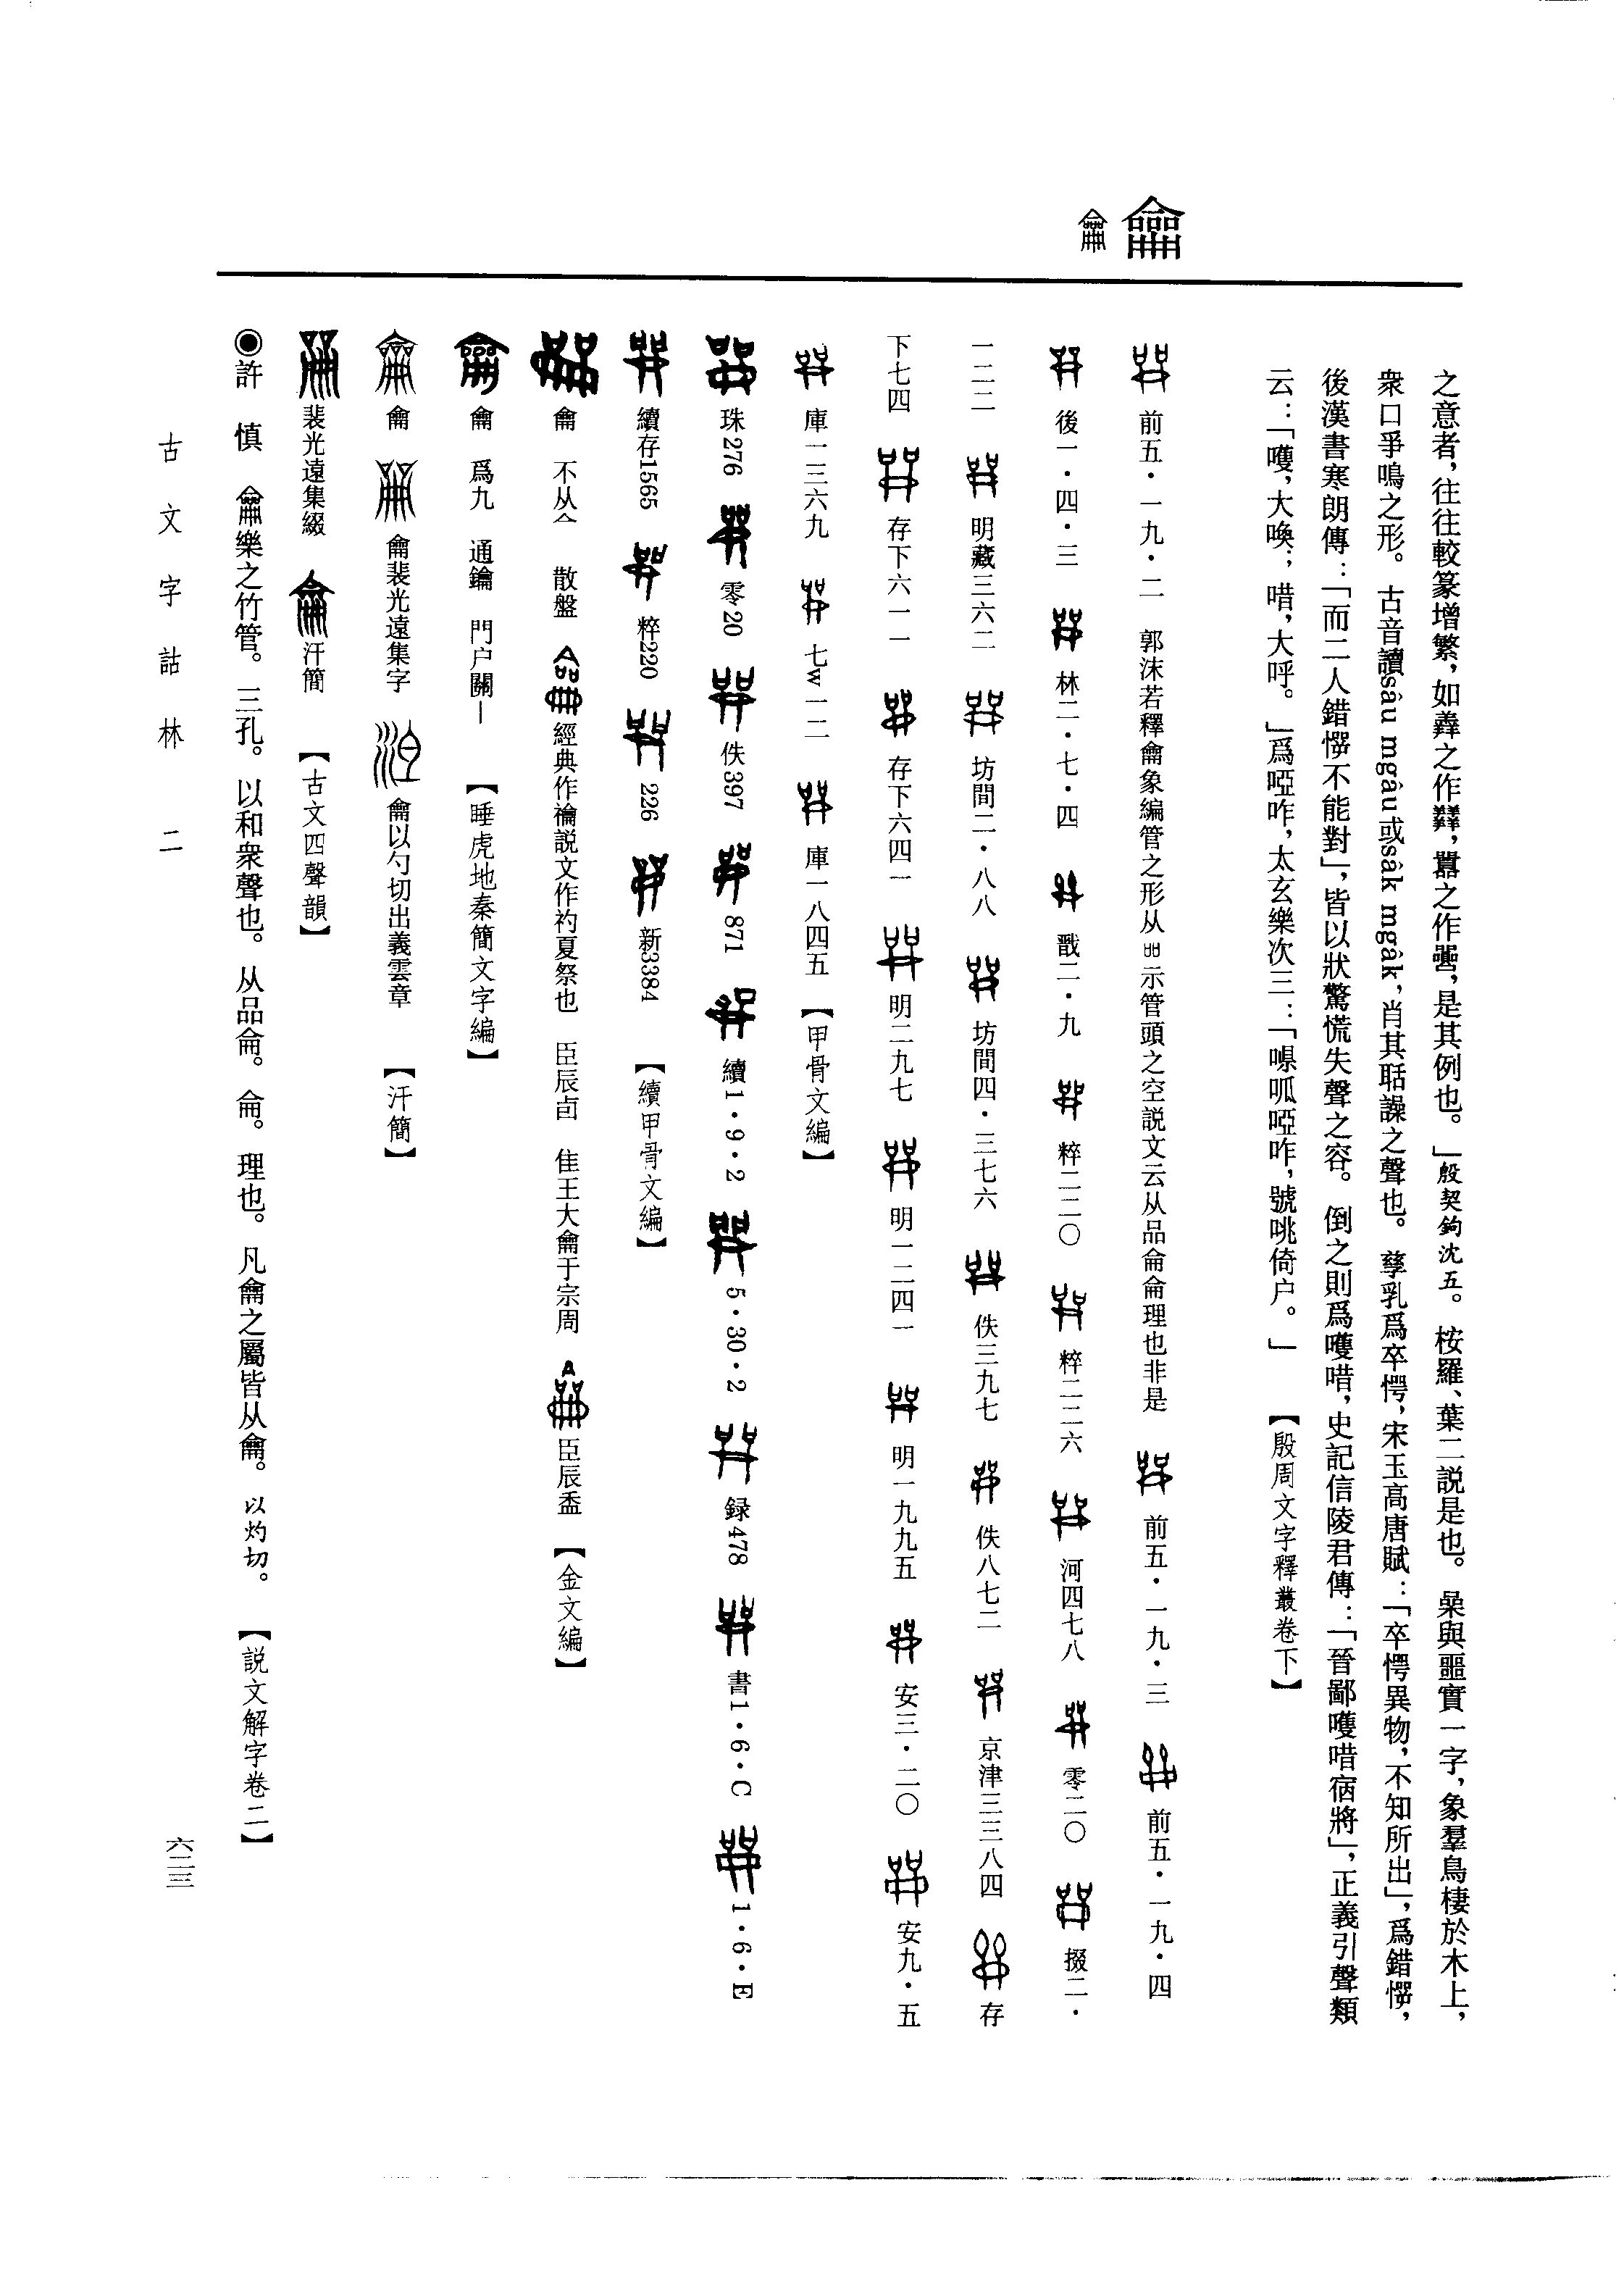 之意者，往往較篆增繁，如羴之作羴，囂之作嚚，是其例也。」殷契鉤沈五。桉羅、葉二説是也。喿與噩實一字，象羣鳥棲於木上，
衆口爭鳴之形。古音讀sâu mgâu或sâk mgâk，肖其聒譟之聲也。孳乳爲卒愕，宋玉高唐賦：「卒愕異物，不知所出」，爲錯愕，
後漢書寒朗傳：「而二人錯愕不能對」，皆以狀驚慌失聲之容。倒之則爲嚄唶，史記信陵君傳：「晉鄙嚄唶宿將」，正義引聲類
云：「嚄，大唤；唶，大呼。」爲啞咋，太玄樂次三：「嘷呱啞咋，號咷倚户。」 【殷周文字釋叢卷下】
龠 龠
前五·一九·二 郭沫若釋龠象編管之形从吅示管頭之空説文云从品侖侖理也非是 前五·一九·三 前五·一九·四
後一·四·三 林二·七·四 戩二·九 粹二二〇 粹二二六 河四七八 零二〇 掇二·
一二二 明藏三六二 坊間二·八八 坊間四·三七六 佚三九七 佚八七二 京津三三八四 存
下七四 存下六一一 存下六四一 明二九七 明一二四一 明一九九五 安三·二〇 安九·五
庫一三六九 七W一二 庫一八四五 【甲骨文編】
珠276 零20 佚397 871 續1·9·2 5·30·2 録478 書1·6·C 1·6·E
續存1565 粹220 226 新3384 【續甲骨文編】
龠 不从亼 散盤 經典作禴説文作礿夏祭也 臣辰卣 隹王大龠于宗周 臣辰盉 【金文編】
龠 爲九 通鑰 門户關— 【睡虎地秦簡文字編】
龠 龠裴光遠集字 龠以勺切出義雲章 【汗簡】
裴光遠集綴 汗簡 【古文四聲韻】
◉許 慎 龠樂之竹管。三孔。以和衆聲也。从品侖。侖。理也。凡龠之屬皆从龠。以灼切。 【説文解字卷二】
古文字詁林 二 六二三